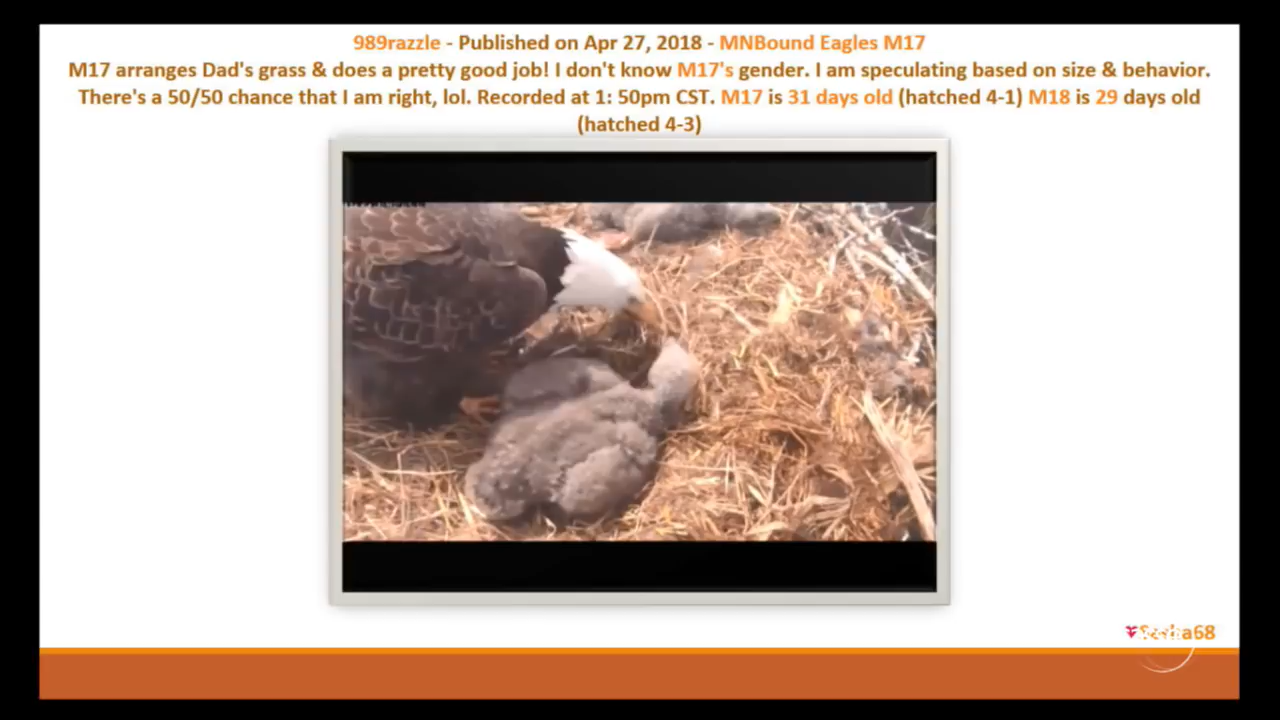 989razzle - Published on Apr 27, 2018 - MNBound Eagles M17
M17 arranges Dad's grass & does a pretty good job! I don't know M17's gender. I am speculating based on size & behavior.
There's a 50/50 chance that I am right, lol. Recorded at 1: 50pm CST. M17 is 31 days old (hatched 4-1) M18 is 29 days old
(hatched 4-3)